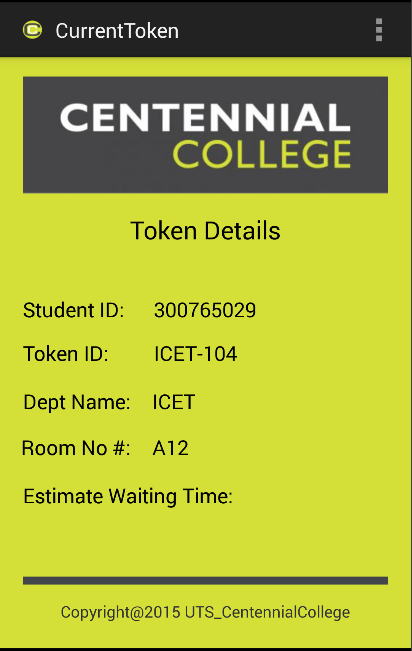 CurrentToken
CENTENNIAL
COLLEGE
Token Details
Student ID: 300765029
Token ID: ICET-104
Dept Name: ICET
Room No #: A12
Estimate Waiting Time:
Copyright@2015 UTS_CentennialCollege